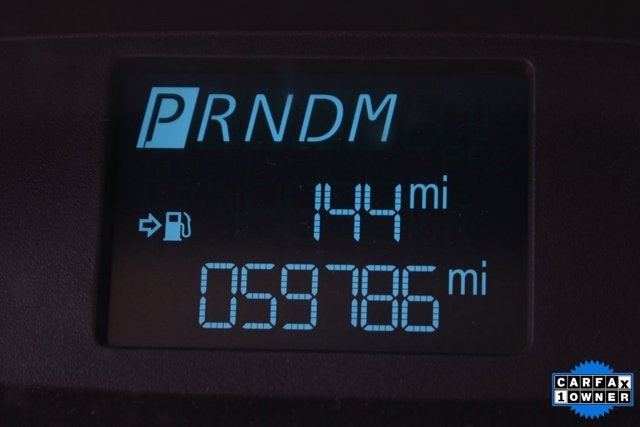 PRNDM
144 mi
059786 mi
CARFAX
1 OWNER